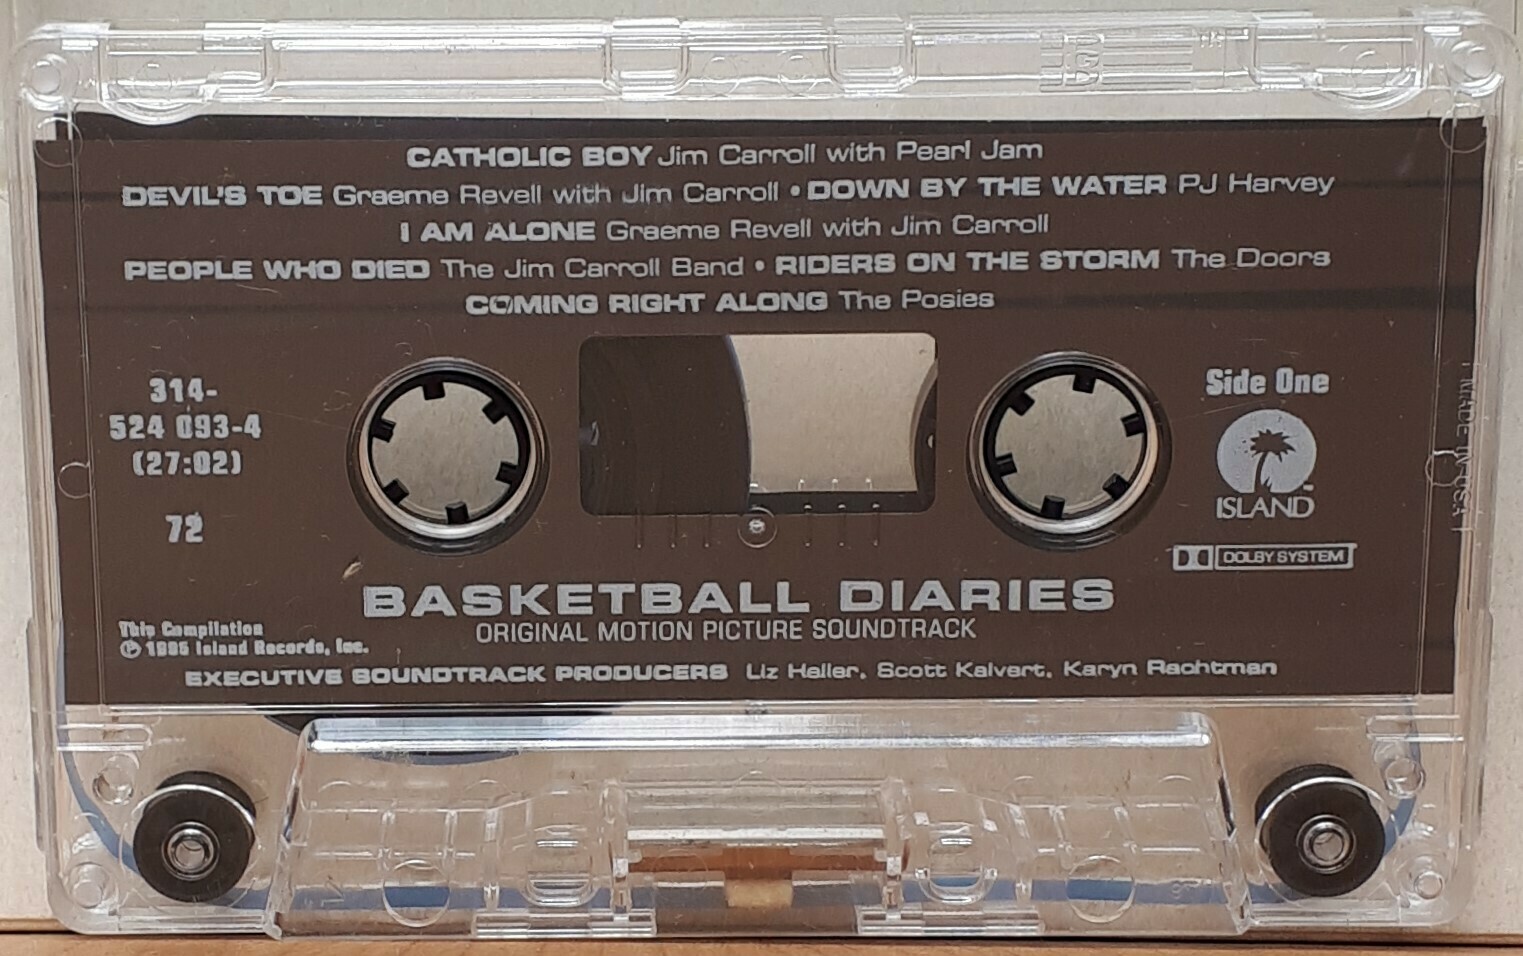 CATHOLIC BOY Jim Carroll with Pearl Jam
DEVIL'S TOE Graeme Revell with Jim Carroll • DOWN BY THE WATER PJ Harvey
I AM ALONE Graeme Revell with Jim Carroll
PEOPLE WHO DIED The Jim Carroll Band • RIDERS ON THE STORM The Doors
COMING RIGHT ALONG The Posies
314-
524 093-4
(27:02)
72
Side One
ISLAND™
DOLBY SYSTEM
MADE IN USA
BASKETBALL DIARIES
ORIGINAL MOTION PICTURE SOUNDTRACK
This Compilation
℗ 1995 Island Records, Inc.
EXECUTIVE SOUNDTRACK PRODUCERS Liz Heller, Scott Kalvert, Karyn Rachtman